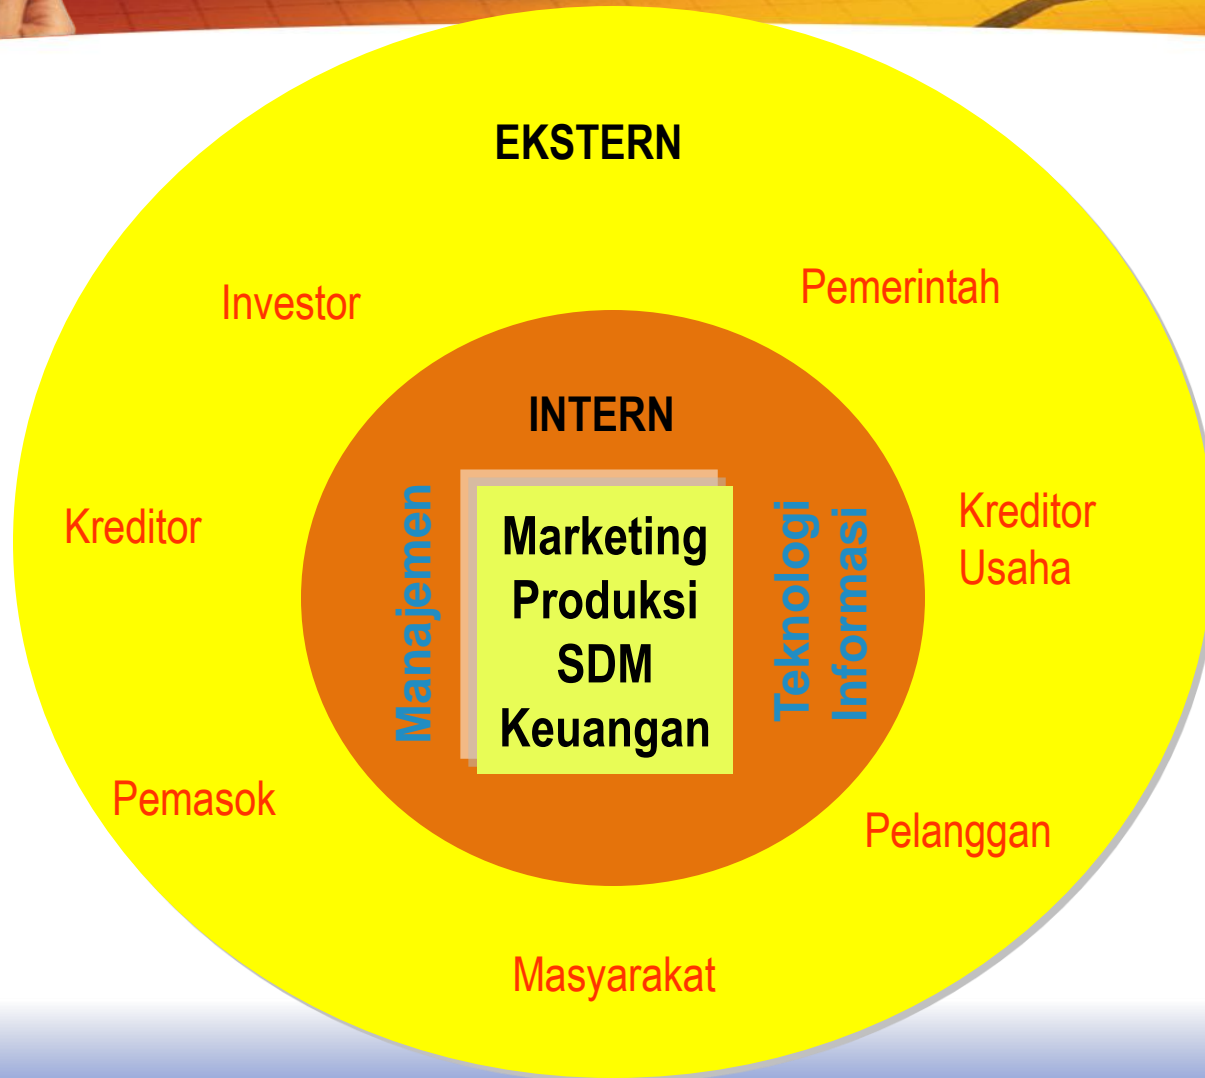 EKSTERN
Investor
Pemerintah
INTERN
Kreditor
Manajemen
Marketing
Produksi
SDM
Keuangan
Teknologi
Informasi
Kreditor
Usaha
Pemasok
Pelanggan
Masyarakat